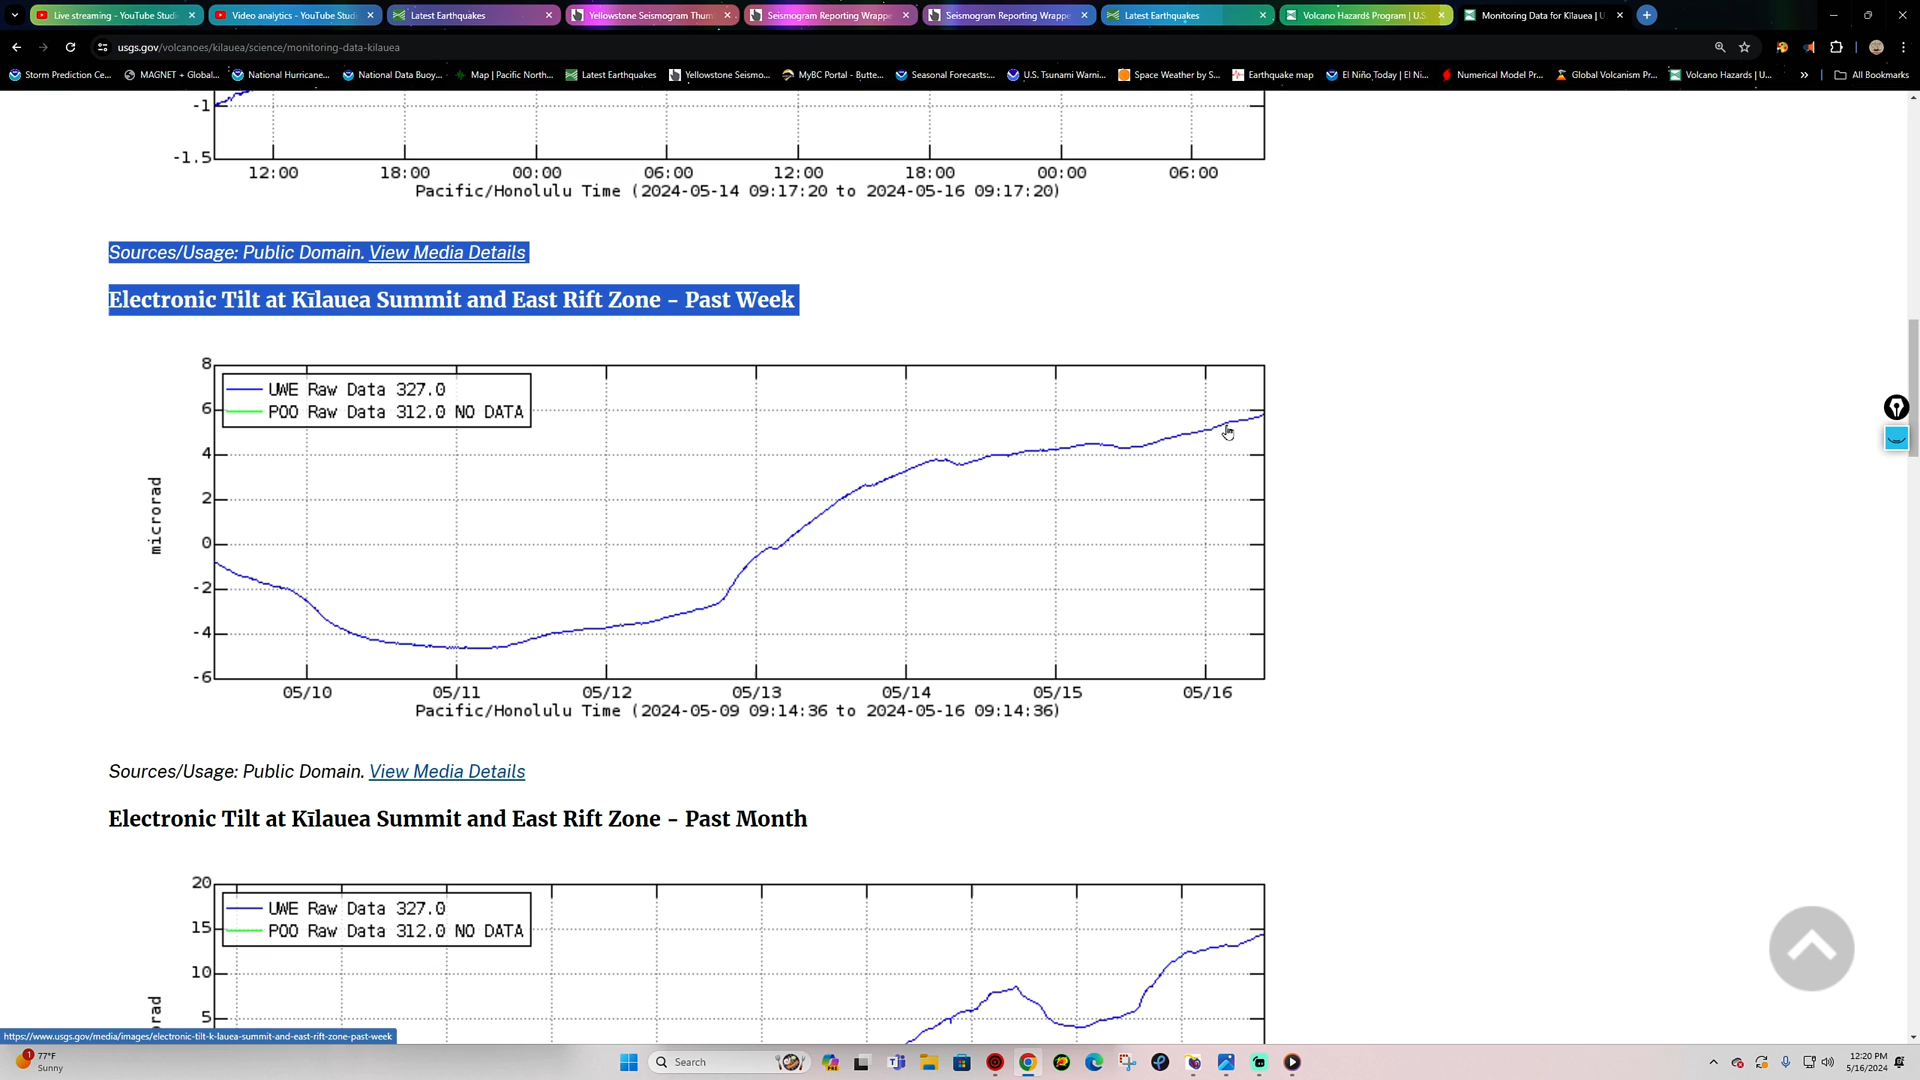 Live streaming - YouTube Studi
Video analytics - YouTube Studi
Latest Earthquakes
Yellowstone Seismogram Thum
Seismogram Reporting Wrappe
Seismogram Reporting Wrappe
Latest Earthquakes
Volcano Hazards Program | U.S.
Monitoring Data for Kīlauea | U
usgs.gov/volcanoes/kilauea/science/monitoring-data-kilauea
Storm Prediction Ce...
MAGNET + Global...
National Hurricane...
National Data Buoy...
Map | Pacific North...
Latest Earthquakes
Yellowstone Seismo...
MyBC Portal - Butte...
Seasonal Forecasts:...
U.S. Tsunami Warni...
Space Weather by S...
Earthquake map
El Niño Today | El Ni...
Numerical Model Pr...
Global Volcanism Pr...
Volcano Hazards | U...
All Bookmarks
-1
-1.5
12:00 18:00 00:00 06:00 12:00 18:00 00:00 06:00
Pacific/Honolulu Time (2024-05-14 09:17:20 to 2024-05-16 09:17:20)
Sources/Usage: Public Domain. View Media Details
Electronic Tilt at Kīlauea Summit and East Rift Zone - Past Week
8
UWE Raw Data 327.0
6
POO Raw Data 312.0 NO DATA
4
2
microrad
0
-2
-4
-6
05/10 05/11 05/12 05/13 05/14 05/15 05/16
Pacific/Honolulu Time (2024-05-09 09:14:36 to 2024-05-16 09:14:36)
Sources/Usage: Public Domain. View Media Details
Electronic Tilt at Kīlauea Summit and East Rift Zone - Past Month
20
UWE Raw Data 327.0
15
POO Raw Data 312.0 NO DATA
10
orad
5
https://www.usgs.gov/media/images/electronic-tilt-k-lauea-summit-and-east-rift-zone-past-week
1
77°F
Sunny
Search
12:20 PM
5/16/2024